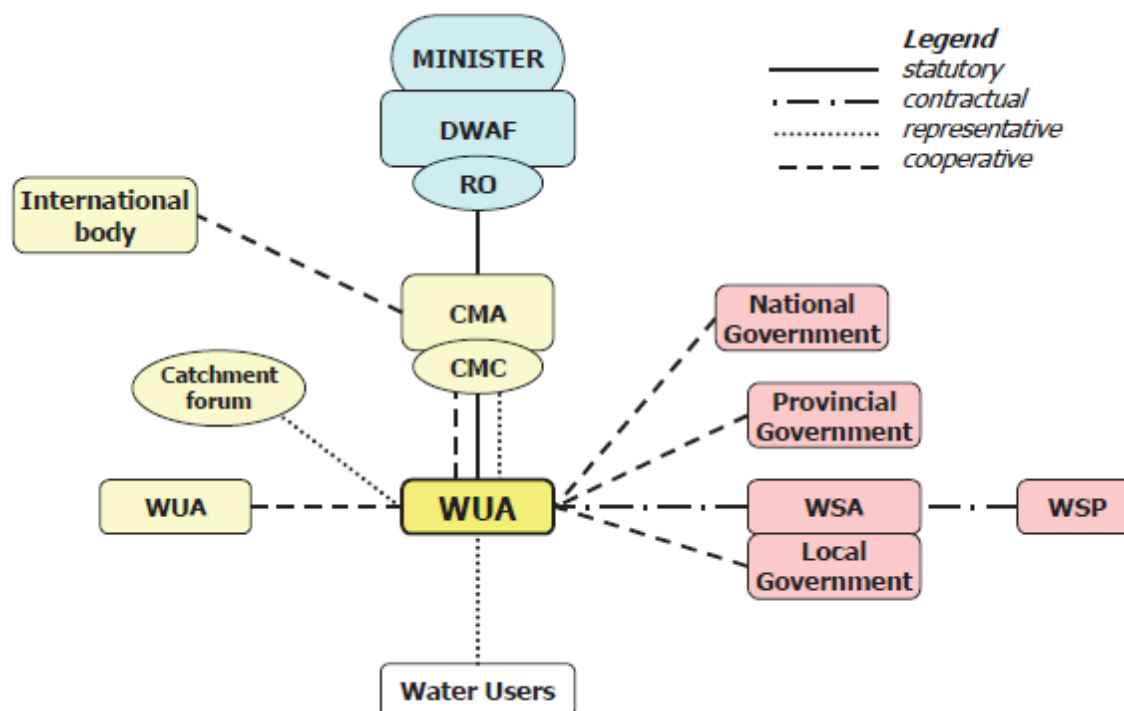 MINISTER
DWAF
RO
Legend
statutory
contractual
representative
cooperative
International
body
CMA
CMC
National
Government
Catchment
forum
Provincial
Government
WUA
WUA
WSA
WSP
Local
Government
Water Users